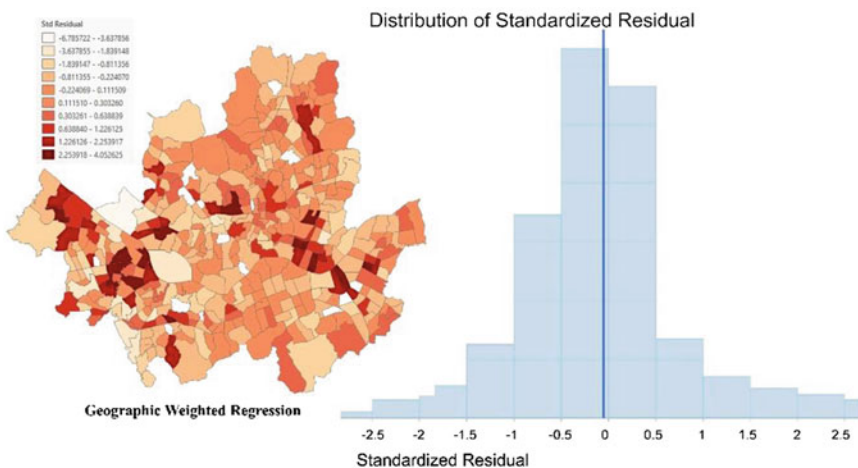 Std Residual
-6.785722 - -3.637856
-3.637855 - -1.839148
-1.839147 - -0.811356
-0.811355 - -0.224070
-0.224069 - 0.111509
0.111510 - 0.303260
0.303261 - 0.638839
0.638840 - 1.226125
1.226126 - 2.253917
2.253918 - 4.052625
Geographic Weighted Regression
Distribution of Standardized Residual
-2.5 -2 -1.5 -1 -0.5 0 0.5 1 1.5 2 2.5
Standardized Residual